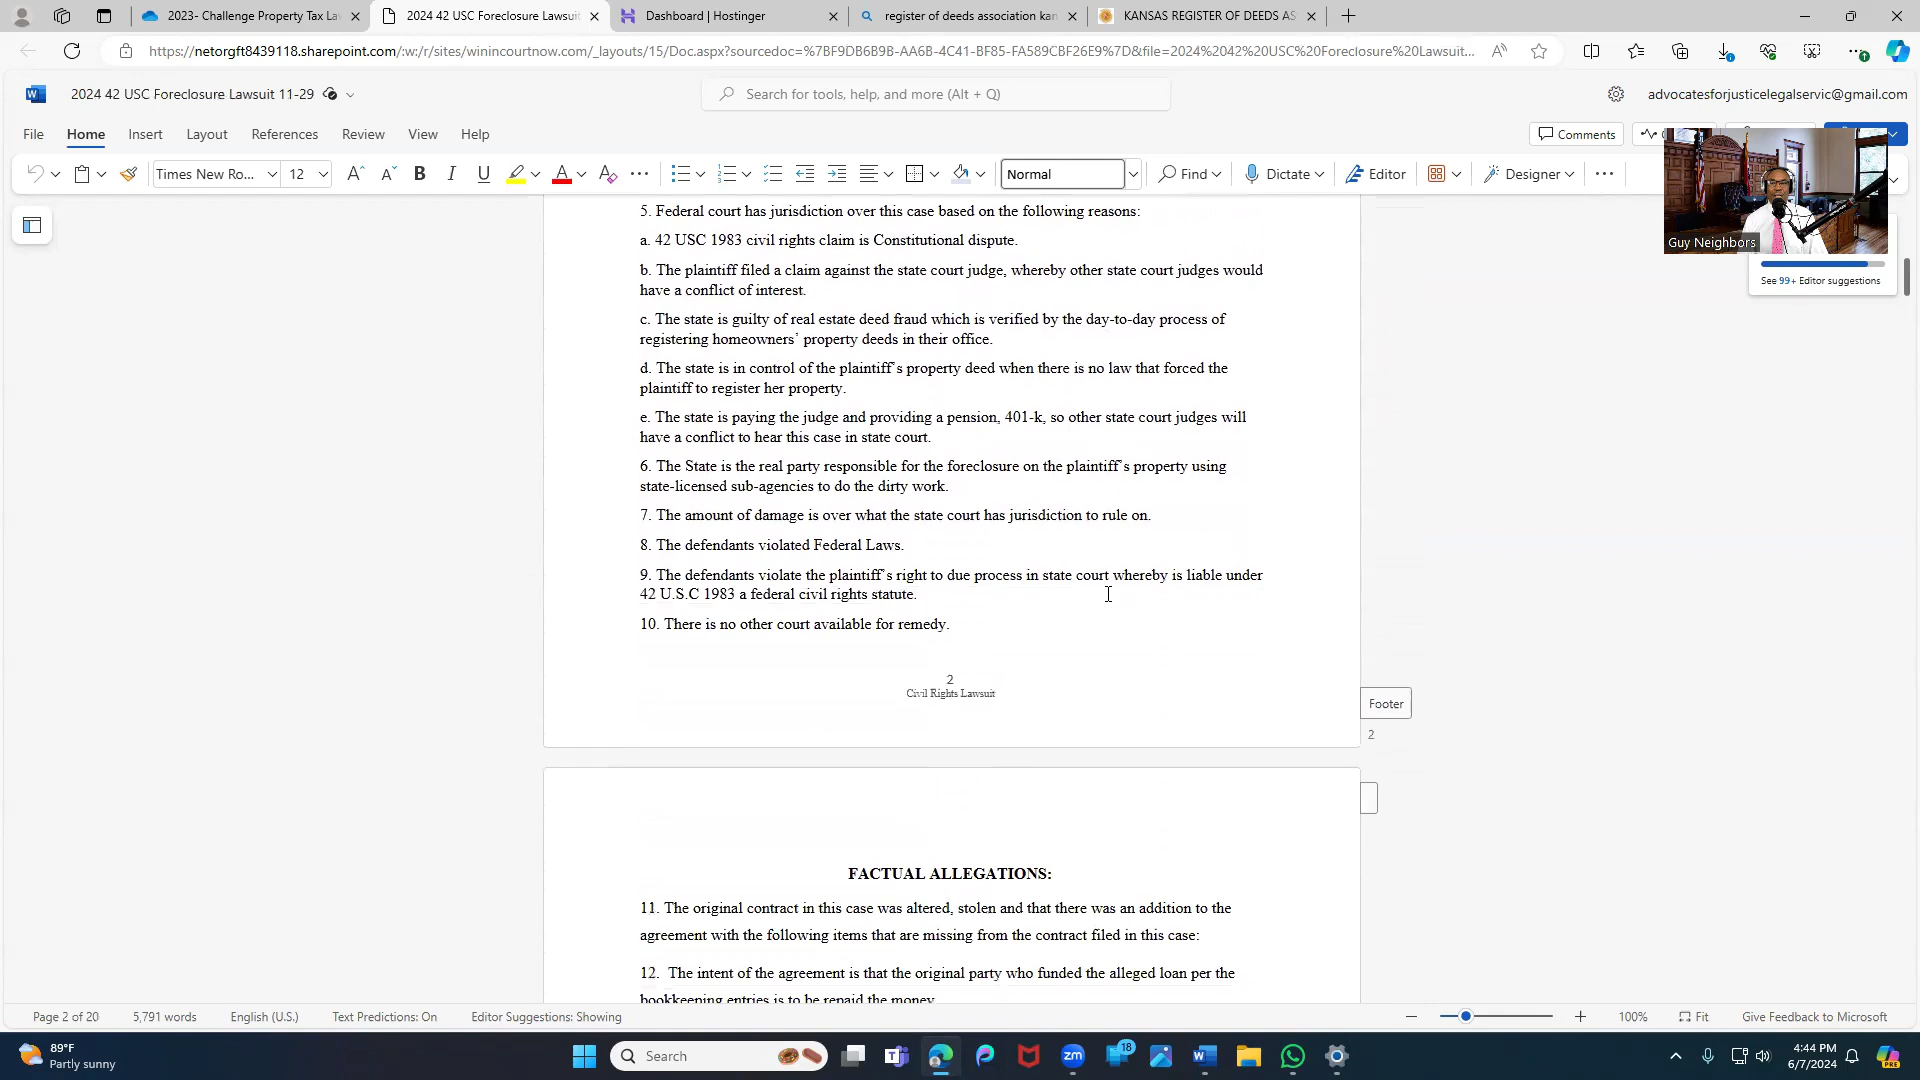 2023- Challenge Property Tax La
2024 42 USC Foreclosure Lawsuit
Dashboard | Hostinger
register of deeds association kan
KANSAS REGISTER OF DEEDS AS
https://netorgft8439118.sharepoint.com/:w:/r/sites/winincourtnow.com/_layouts/15/Doc.aspx?sourcedoc=%7BF9DB6B9B-AA6B-4C41-BF85-FA589CBF26E9%7D&file=2024%2042%20USC%20Foreclosure%20Lawsuit...
2024 42 USC Foreclosure Lawsuit 11-29
Search for tools, help, and more (Alt + Q)
advocatesforjusticelegalservic@gmail.com
File Home Insert Layout References Review View Help
Comments
Times New Ro... 12
B I U
Normal
Find
Dictate
Editor
Designer
Guy Neighbors
See 99+ Editor suggestions
5. Federal court has jurisdiction over this case based on the following reasons:
a. 42 USC 1983 civil rights claim is Constitutional dispute.
b. The plaintiff filed a claim against the state court judge, whereby other state court judges would
have a conflict of interest.
c. The state is guilty of real estate deed fraud which is verified by the day-to-day process of
registering homeowners’ property deeds in their office.
d. The state is in control of the plaintiff’s property deed when there is no law that forced the
plaintiff to register her property.
e. The state is paying the judge and providing a pension, 401-k, so other state court judges will
have a conflict to hear this case in state court.
6. The State is the real party responsible for the foreclosure on the plaintiff’s property using
state-licensed sub-agencies to do the dirty work.
7. The amount of damage is over what the state court has jurisdiction to rule on.
8. The defendants violated Federal Laws.
9. The defendants violate the plaintiff’s right to due process in state court whereby is liable under
42 U.S.C 1983 a federal civil rights statute.
10. There is no other court available for remedy.
2
Civil Rights Lawsuit
Footer
2
FACTUAL ALLEGATIONS:
11. The original contract in this case was altered, stolen and that there was an addition to the
agreement with the following items that are missing from the contract filed in this case:
12. The intent of the agreement is that the original party who funded the alleged loan per the
bookkeeping entries is to be repaid the money.
Page 2 of 20
5,791 words
English (U.S.)
Text Predictions: On
Editor Suggestions: Showing
100%
Fit
Give Feedback to Microsoft
89°F
Partly sunny
Search
18
4:44 PM
6/7/2024